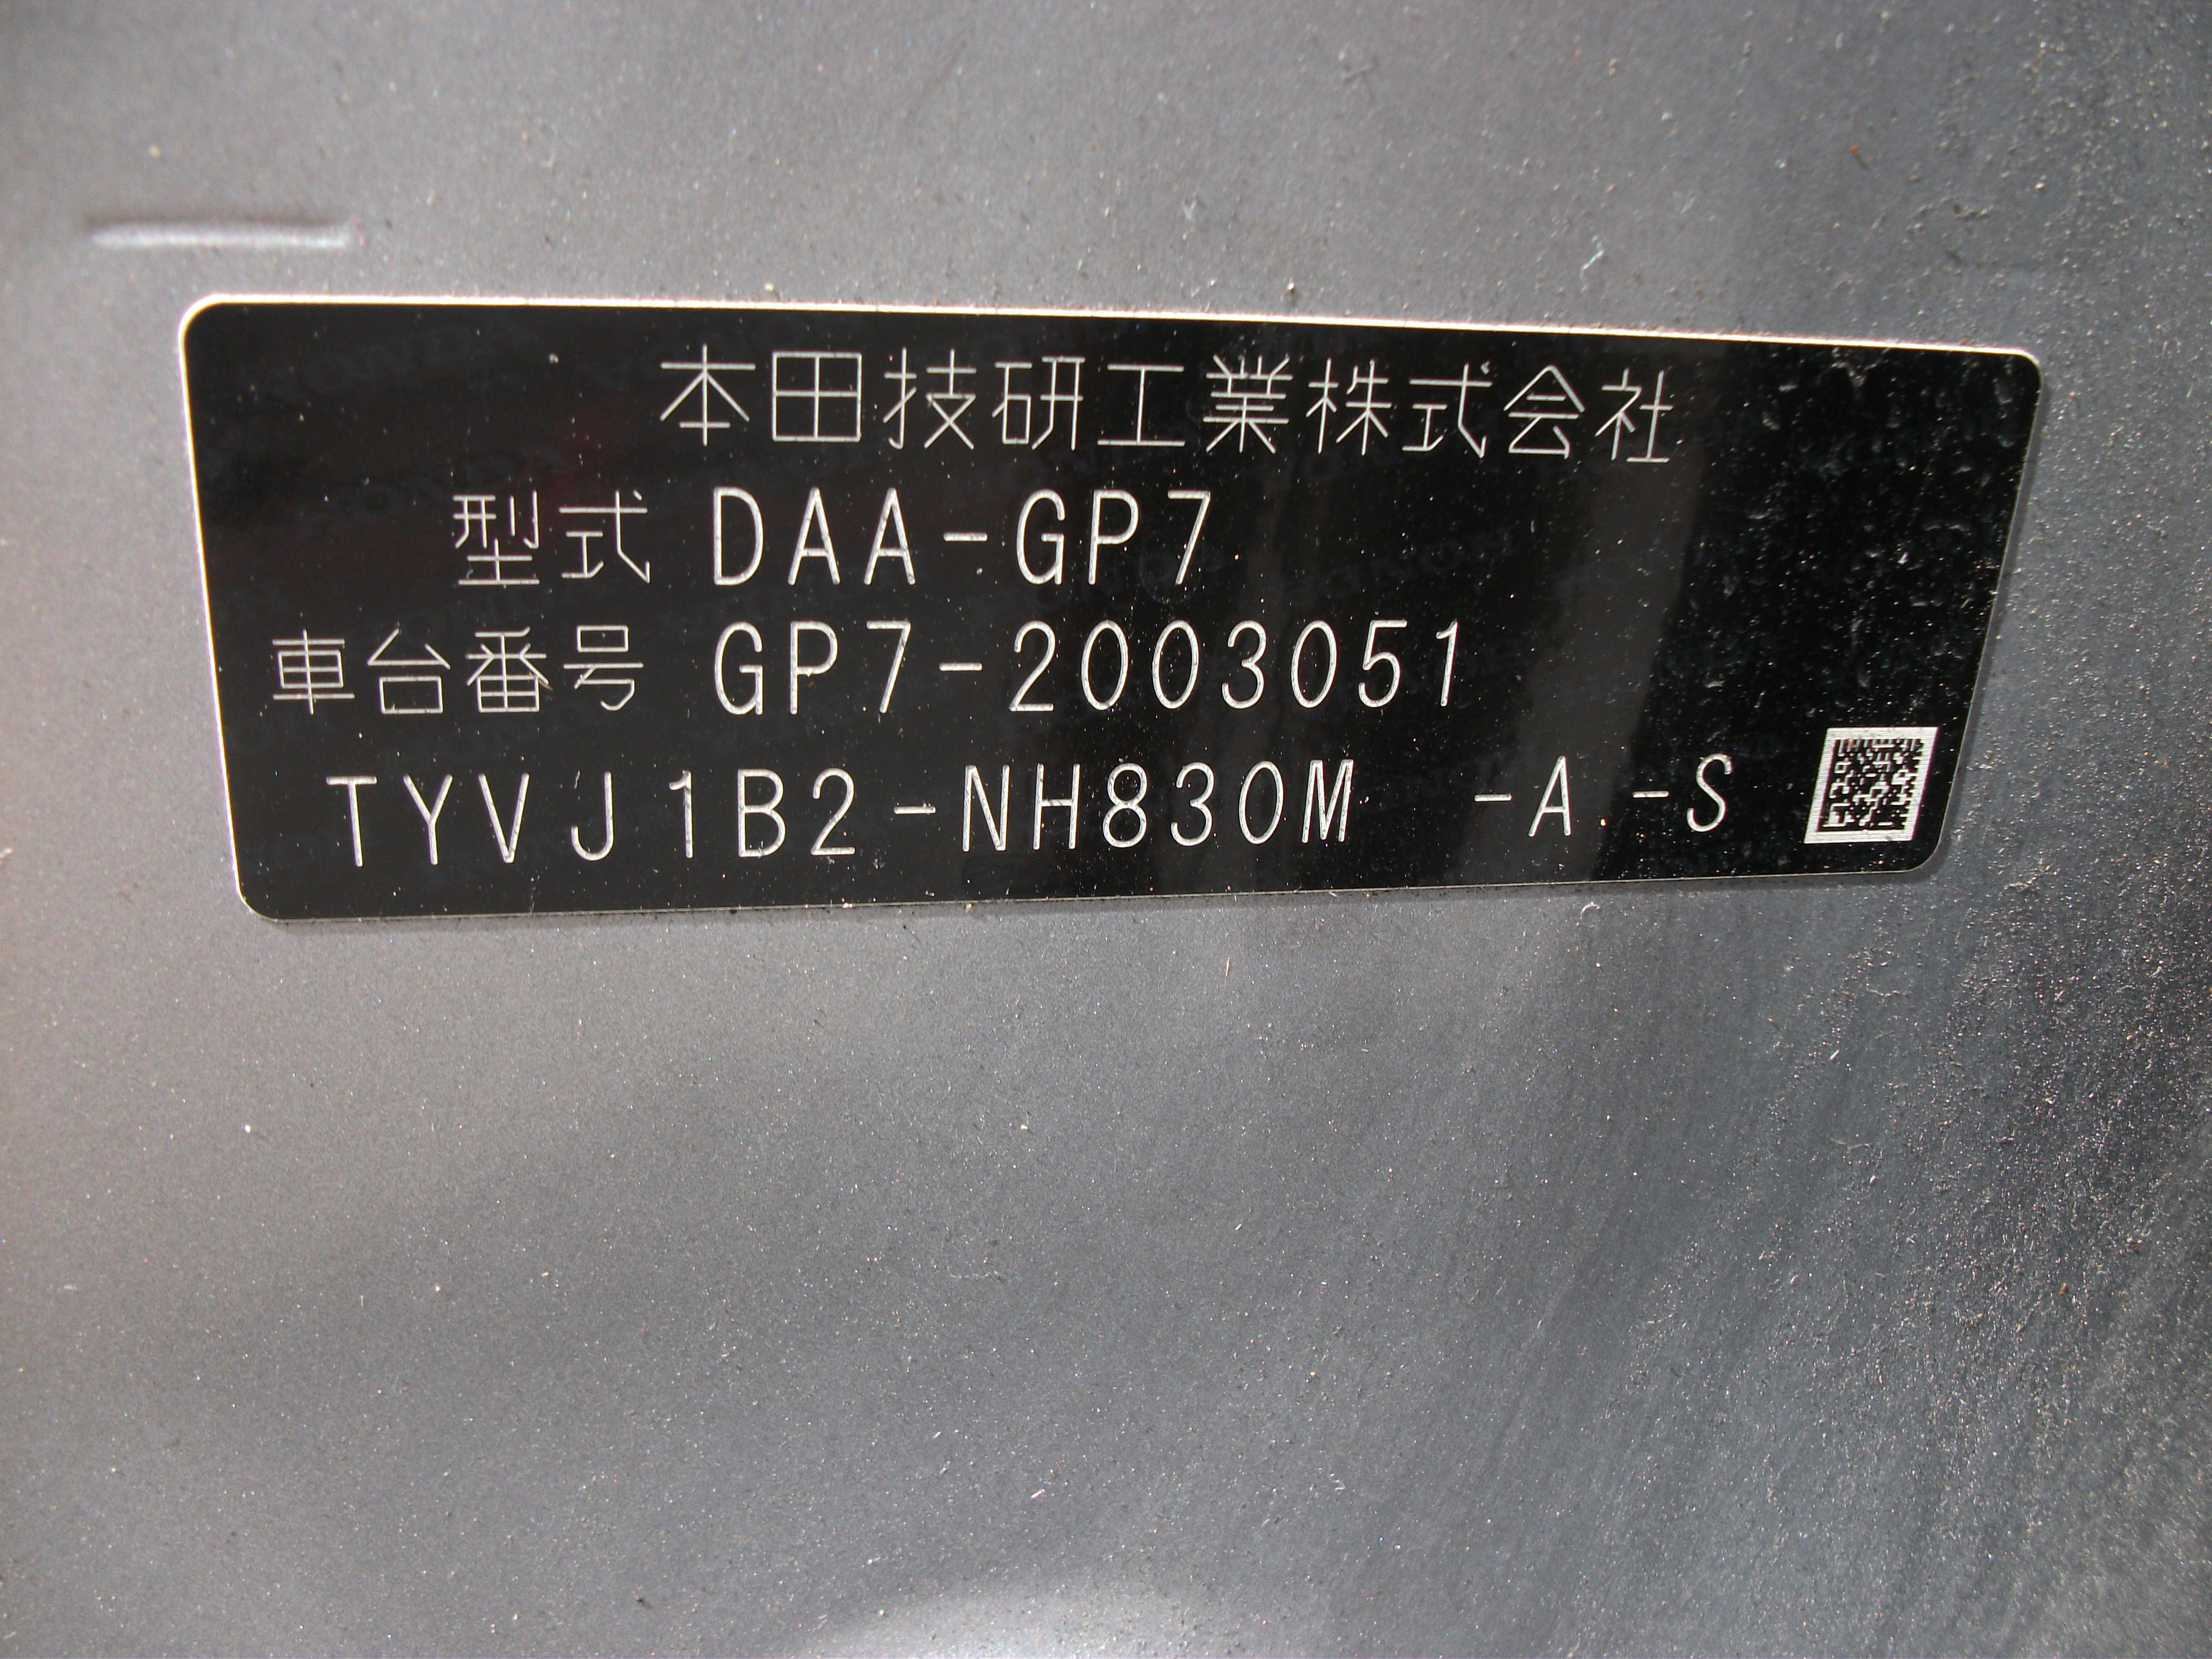 本田技研工業株式会社
型式 DAA-GP7
車台番号 GP7-2003051
TYVJ1B2-NH830M -A -S